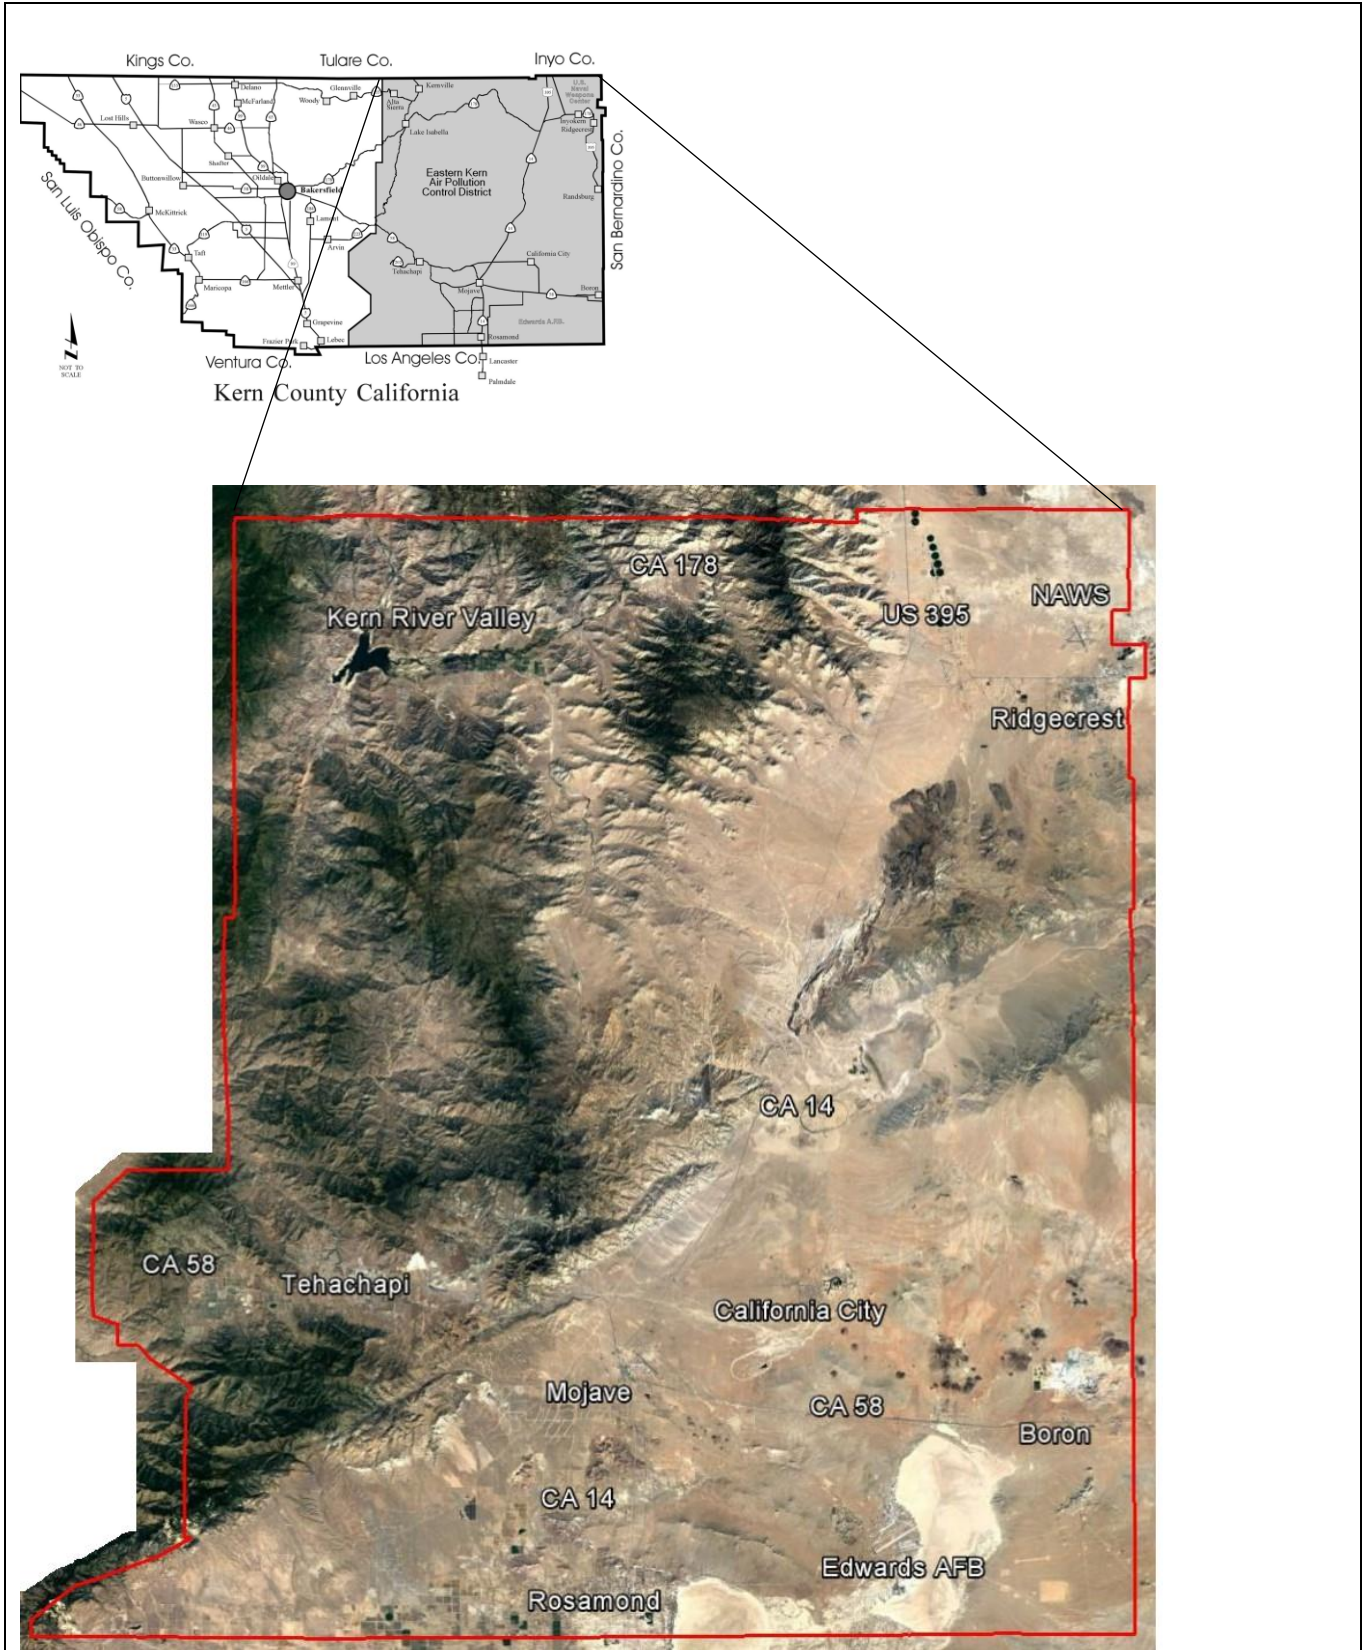 Kings Co.
Tulare Co.
Inyo Co.
Delano
Glennville
Kernville
U.S.
Naval
Weapons
Center
McFarland
Woody
Alta
Sierra
Lost Hills
Wasco
Lake Isabella
Inyokern
Ridgecrest
Shafter
Buttonwillow
Oildale
Bakersfield
Eastern Kern
Air Pollution
Control District
San Bernardino Co.
Randsburg
San Luis Obispo Co.
McKittrick
Lamont
Taft
Arvin
Tehachapi
California City
Maricopa
Mettler
Mojave
Boron
Grapevine
Edwards A.F.B.
Frazier Park
Lebec
Rosamond
N
NOT TO
SCALE
Ventura Co.
Los Angeles Co.
Lancaster
Palmdale
Kern County California
CA 178
NAWS
Kern River Valley
US 395
Ridgecrest
CA 14
CA 58
Tehachapi
California City
Mojave
CA 58
Boron
CA 14
Edwards AFB
Rosamond